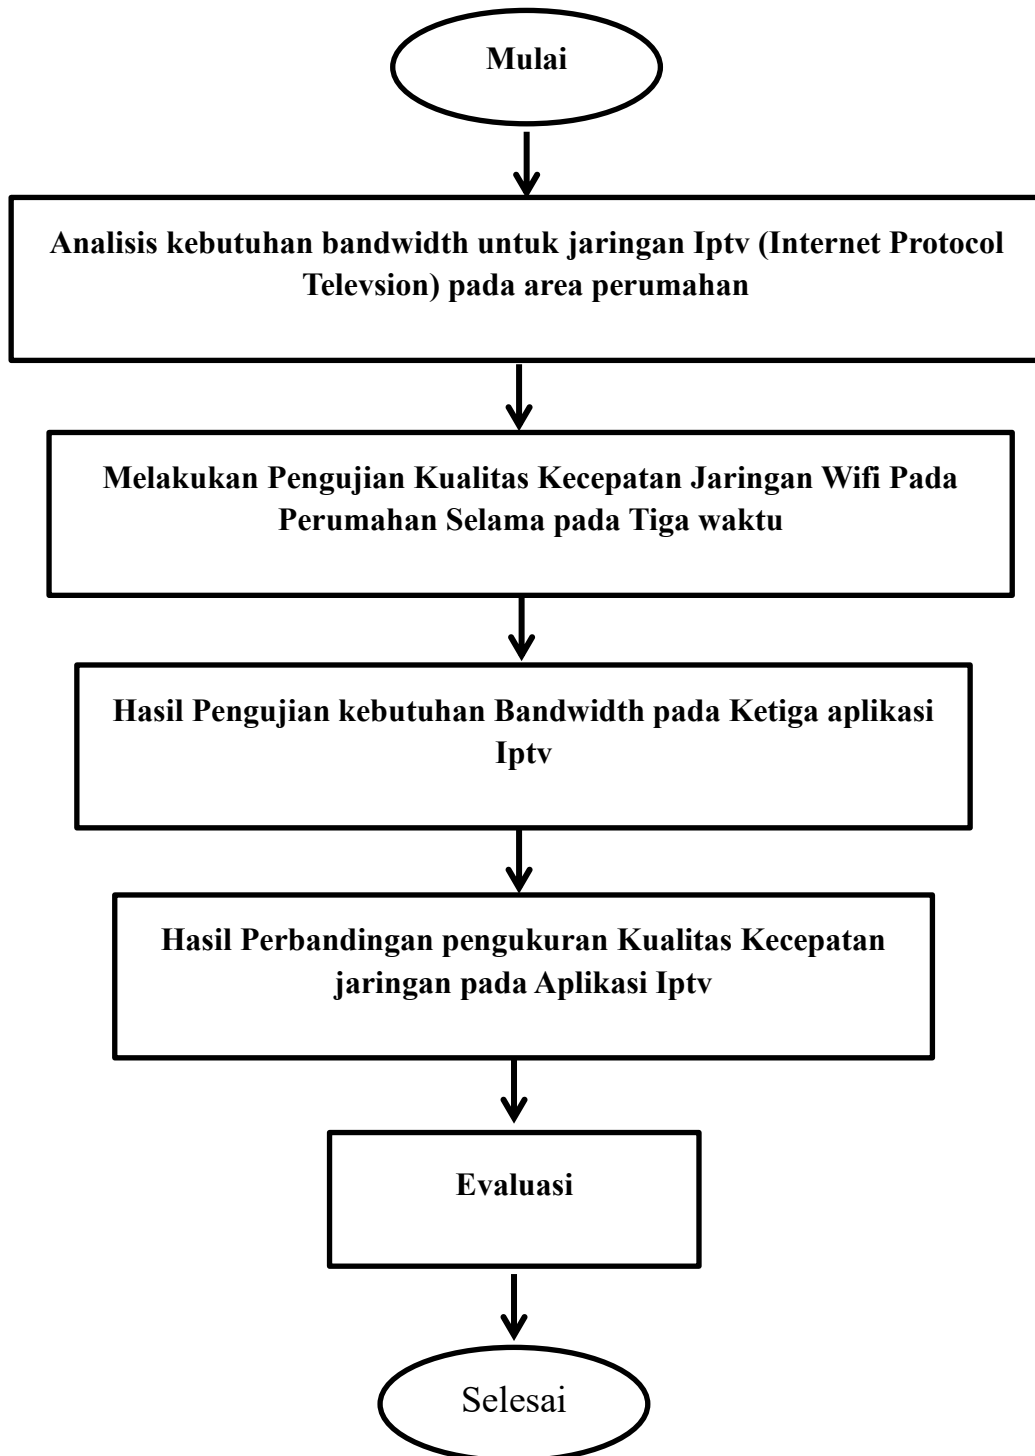 Mulai
Analisis kebutuhan bandwidth untuk jaringan Iptv (Internet Protocol
Televsion) pada area perumahan
Melakukan Pengujian Kualitas Kecepatan Jaringan Wifi Pada
Perumahan Selama pada Tiga waktu
Hasil Pengujian kebutuhan Bandwidth pada Ketiga aplikasi
Iptv
Hasil Perbandingan pengukuran Kualitas Kecepatan
jaringan pada Aplikasi Iptv
Evaluasi
Selesai